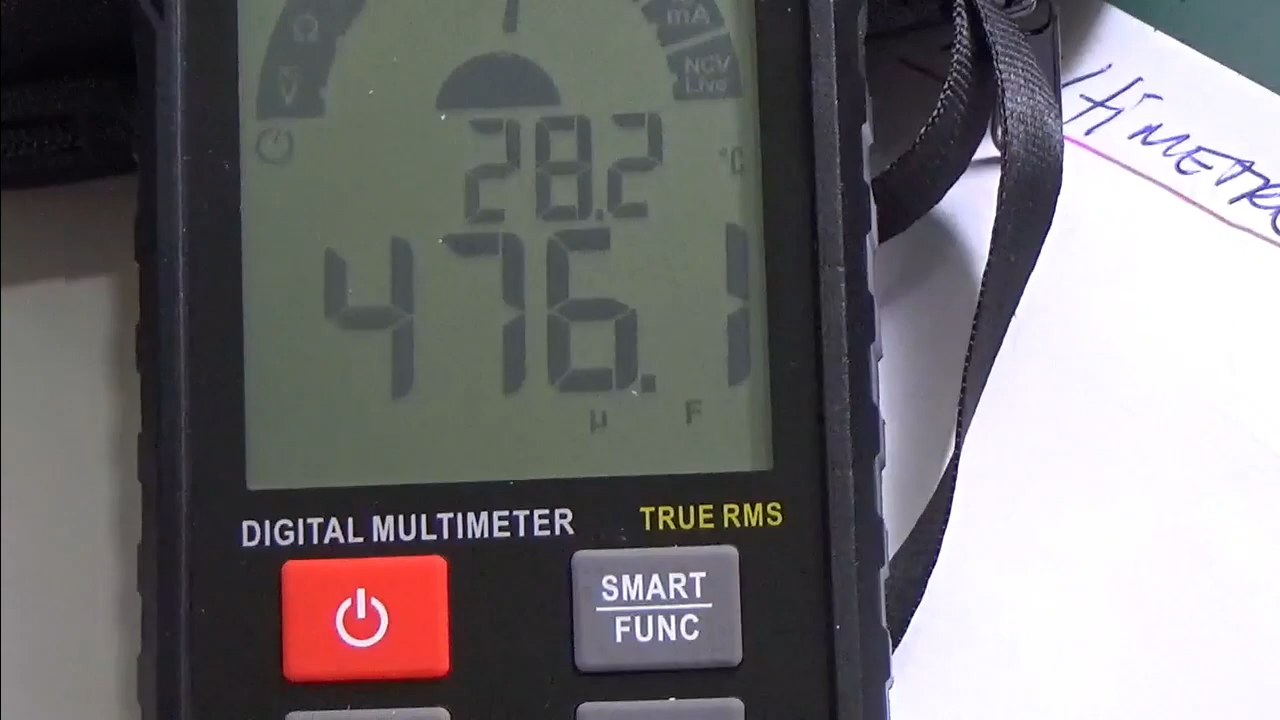 mA
NCV
Live
Ω
V
28.2 °C
476.1
µ F
DIGITAL MULTIMETER TRUE RMS
SMART
FUNC